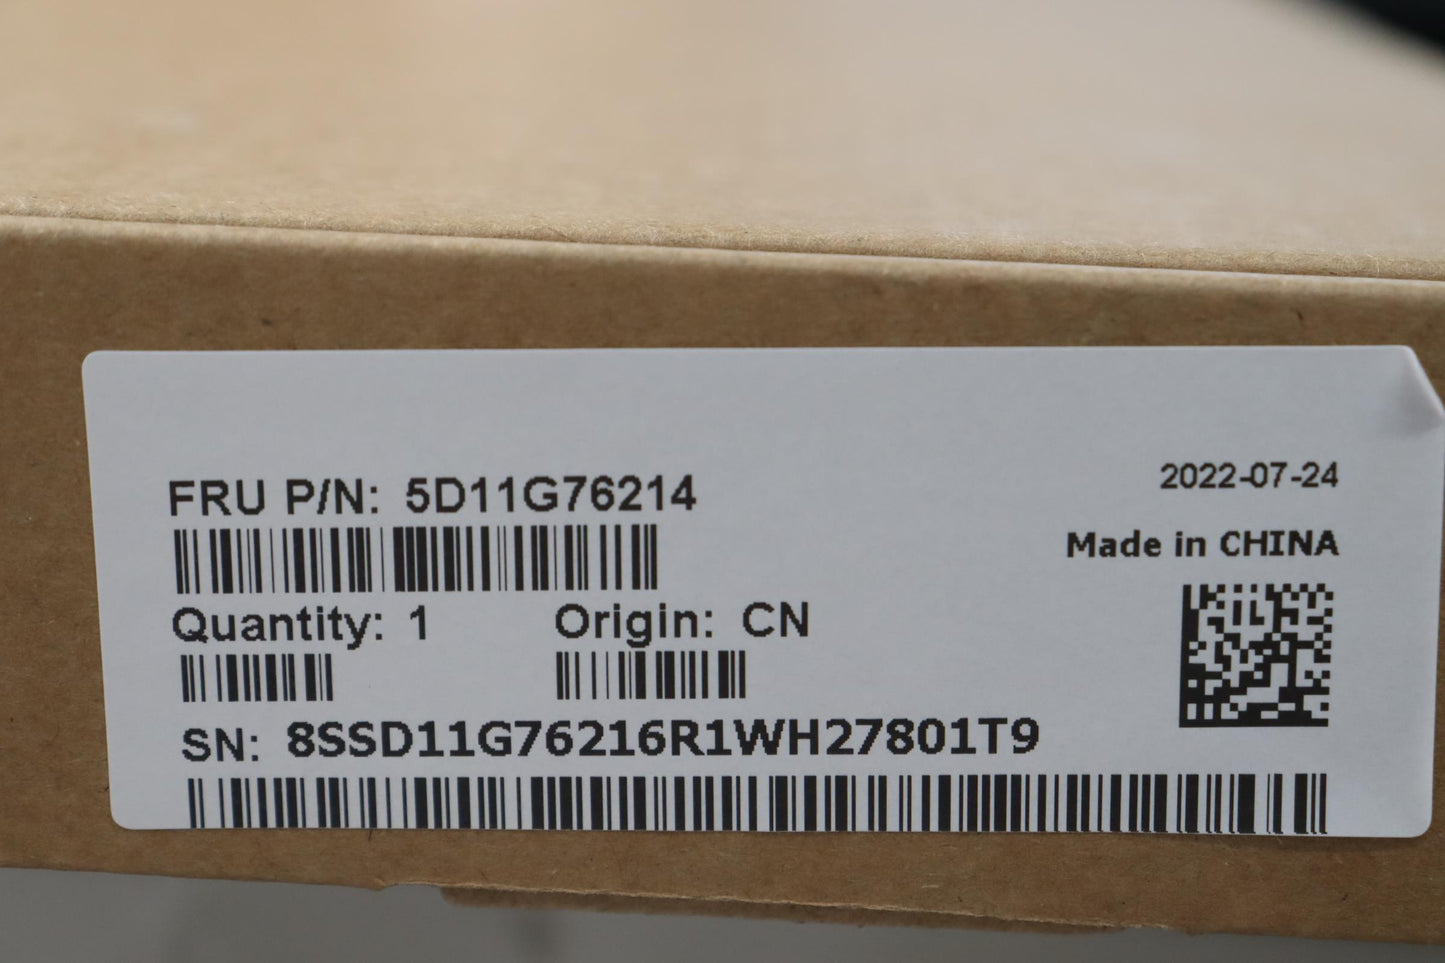 2022-07-24
FRU P/N: 5D11G76214
Made in CHINA
Quantity: 1 Origin: CN
SN: 8SSD11G76216R1WH27801T9